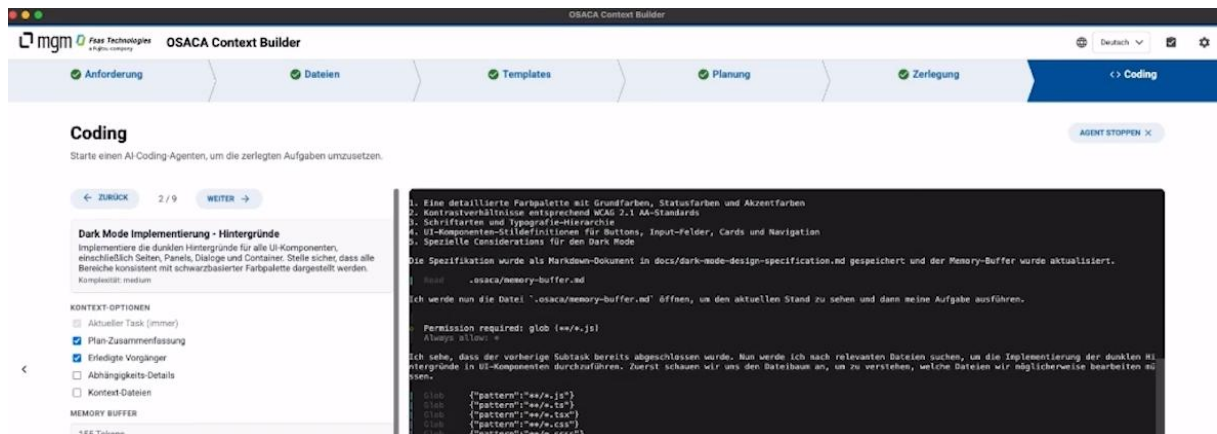 OSACA Context Builder
mgm Fsas Technologies
a Fujitsu company
OSACA Context Builder
Deutsch
Anforderung
Dateien
Templates
Planung
Zerlegung
<> Coding
Coding
AGENT STOPPEN ×
Starte einen AI-Coding-Agenten, um die zerlegten Aufgaben umzusetzen.
← ZURÜCK 2 / 9 WEITER →
Dark Mode Implementierung - Hintergründe
Implementiere die dunklen Hintergründe für alle UI-Komponenten,
einschließlich Seiten, Panels, Dialoge und Container. Stelle sicher, dass alle
Bereiche konsistent mit schwarzbasierter Farbpalette dargestellt werden.
Komplexität: medium
KONTEXT-OPTIONEN
Aktueller Task (immer)
Plan-Zusammenfassung
Erledigte Vorgänger
Abhängigkeits-Details
Kontext-Dateien
MEMORY BUFFER
155 Tokens
1. Eine detaillierte Farbpalette mit Grundfarben, Statusfarben und Akzentfarben
2. Kontrastverhältnisse entsprechend WCAG 2.1 AA-Standards
3. Schriftarten und Typografie-Hierarchie
4. UI-Komponenten-Stildefinitionen für Buttons, Input-Felder, Cards und Navigation
5. Spezielle Considerations für den Dark Mode
Die Spezifikation wurde als Markdown-Dokument in docs/dark-mode-design-specification.md gespeichert und der Memory-Buffer wurde aktualisiert.
Read .osaca/memory-buffer.md
Ich werde nun die Datei `.osaca/memory-buffer.md` öffnen, um den aktuellen Stand zu sehen und dann meine Aufgabe ausführen.
Permission required: glob (**/*.js)
Always allow: *
Ich sehe, dass der vorherige Subtask bereits abgeschlossen wurde. Nun werde ich nach relevanten Dateien suchen, um die Implementierung der dunklen Hi
ntergründe in UI-Komponenten durchzuführen. Zuerst schauen wir uns den Dateibaum an, um zu verstehen, welche Dateien wir möglicherweise bearbeiten mü
ssen.
Glob {"pattern":"**/*.js"}
Glob {"pattern":"**/*.ts"}
Glob {"pattern":"**/*.tsx"}
Glob {"pattern":"**/*.css"}
Glob {"pattern":"**/*.scss"}